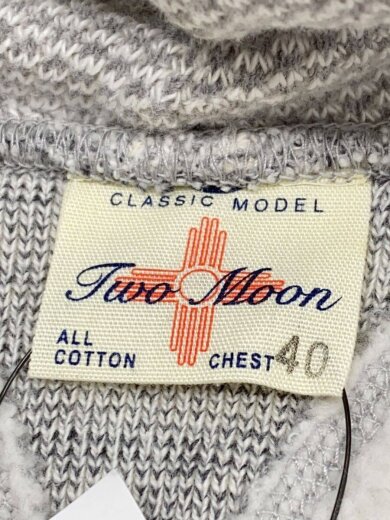 CLASSIC MODEL
Two Moon
ALL
COTTON
CHEST 40